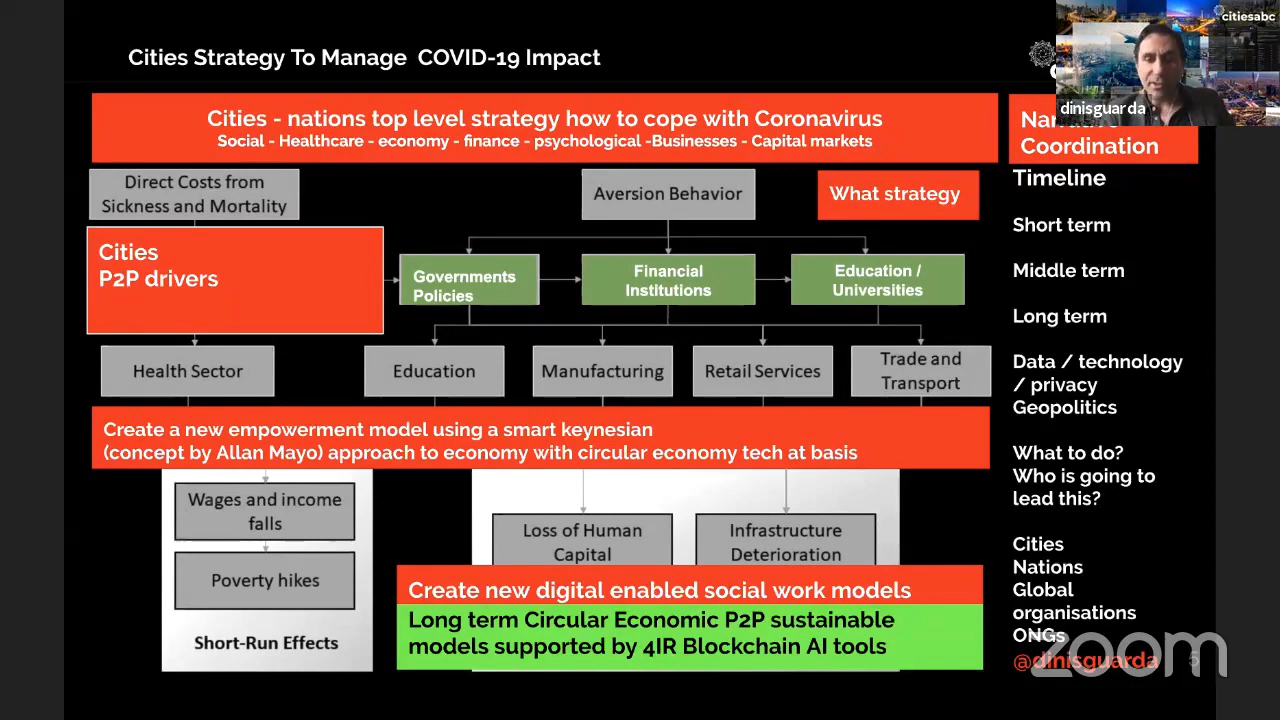 Cities Strategy To Manage COVID-19 Impact
citiesabc
dinisguarda
Cities - nations top level strategy how to cope with Coronavirus
Social - Healthcare - economy - finance - psychological -Businesses - Capital markets
Coordination
Direct Costs from
Sickness and Mortality
Aversion Behavior
What strategy
Cities
P2P drivers
Governments
Policies
Financial
Institutions
Education /
Universities
Health Sector
Education
Manufacturing
Retail Services
Trade and
Transport
Create a new empowerment model using a smart keynesian
(concept by Allan Mayo) approach to economy with circular economy tech at basis
Wages and income
falls
Poverty hikes
Short-Run Effects
Loss of Human
Capital
Infrastructure
Deterioration
Create new digital enabled social work models
Long term Circular Economic P2P sustainable
models supported by 4IR Blockchain AI tools
Timeline
Short term
Middle term
Long term
Data / technology
/ privacy
Geopolitics
What to do?
Who is going to
lead this?
Cities
Nations
Global
organisations
ONGs
@dinisguarda
5
zoom